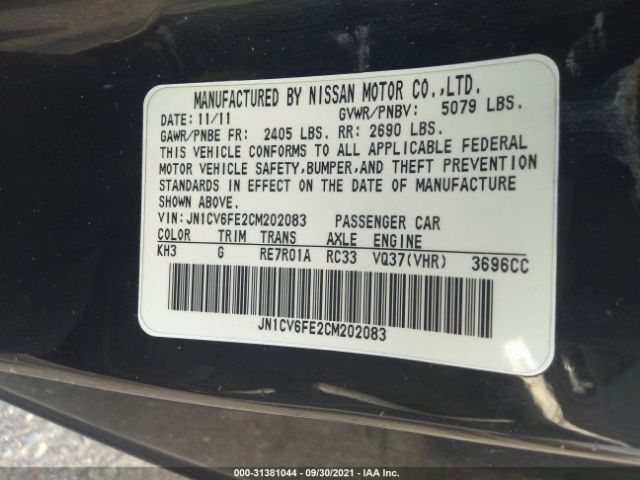 MANUFACTURED BY NISSAN MOTOR CO.,LTD.
DATE: 11/11 GVWR/PNBV: 5079 LBS.
GAWR/PNBE FR: 2405 LBS. RR: 2690 LBS.
THIS VEHICLE CONFORMS TO ALL APPLICABLE FEDERAL
MOTOR VEHICLE SAFETY,BUMPER,AND THEFT PREVENTION
STANDARDS IN EFFECT ON THE DATE OF MANUFACTURE
SHOWN ABOVE.
VIN:JN1CV6FE2CM202083 PASSENGER CAR
COLOR TRIM TRANS AXLE ENGINE
KH3 G RE7R01A RC33 VQ37(VHR) 3696CC
JN1CV6FE2CM202083
000-31381044 - 09/30/2021 - IAA Inc.